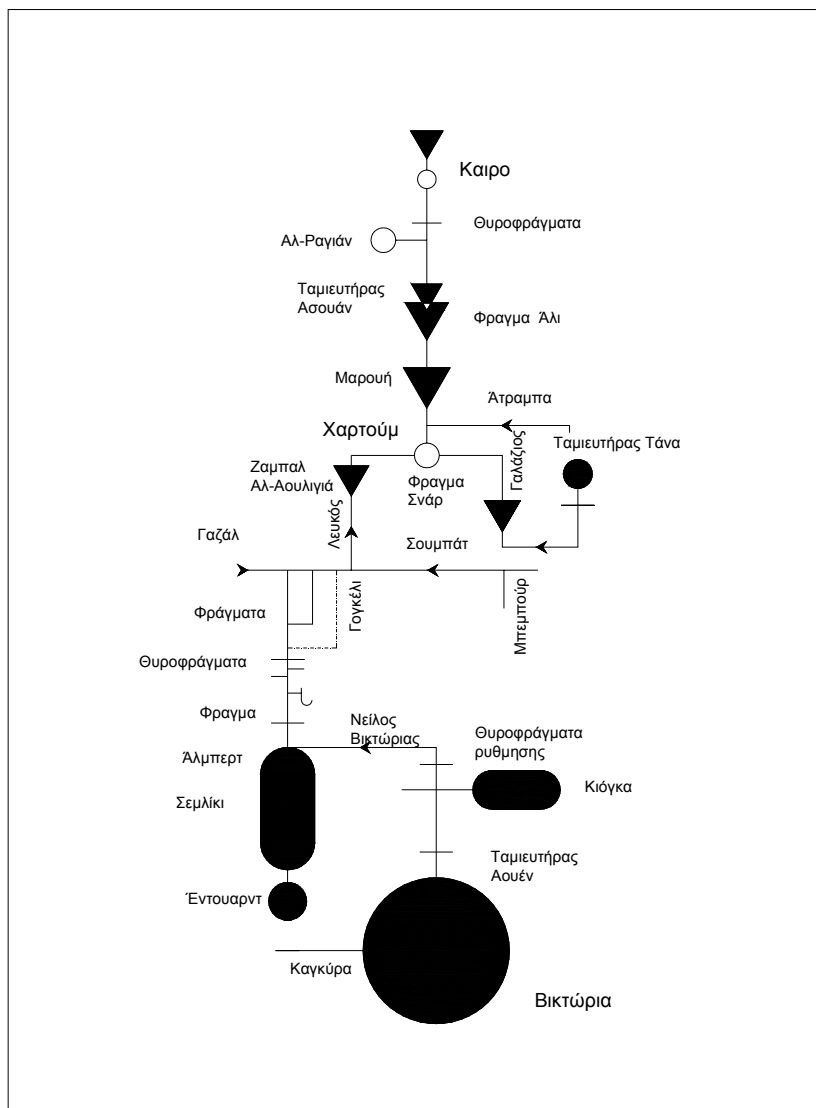 Καιρο
Θυροφράγματα
Αλ-Ραγιάν
Ταμιευτήρας
Ασουάν
Φραγμα Άλι
Μαρουή
Άτραμπα
Χαρτούμ
Γαλάζιος
Ταμιευτήρας Τάνα
Ζαμπαλ
Αλ-Αουλιγιά
Φραγμα
Σνάρ
Λευκός
Γαζάλ
Σουμπάτ
Γογκέλι
Μπεμπούρ
Φράγματα
Θυροφράγματα
Φραγμα
Νείλος
Βικτώριας
Θυροφράγματα
ρυθμησης
Άλμπερτ
Κιόγκα
Σεμλίκι
Ταμιευτήρας
Αουέν
Έντουαρντ
Καγκύρα
Βικτώρια